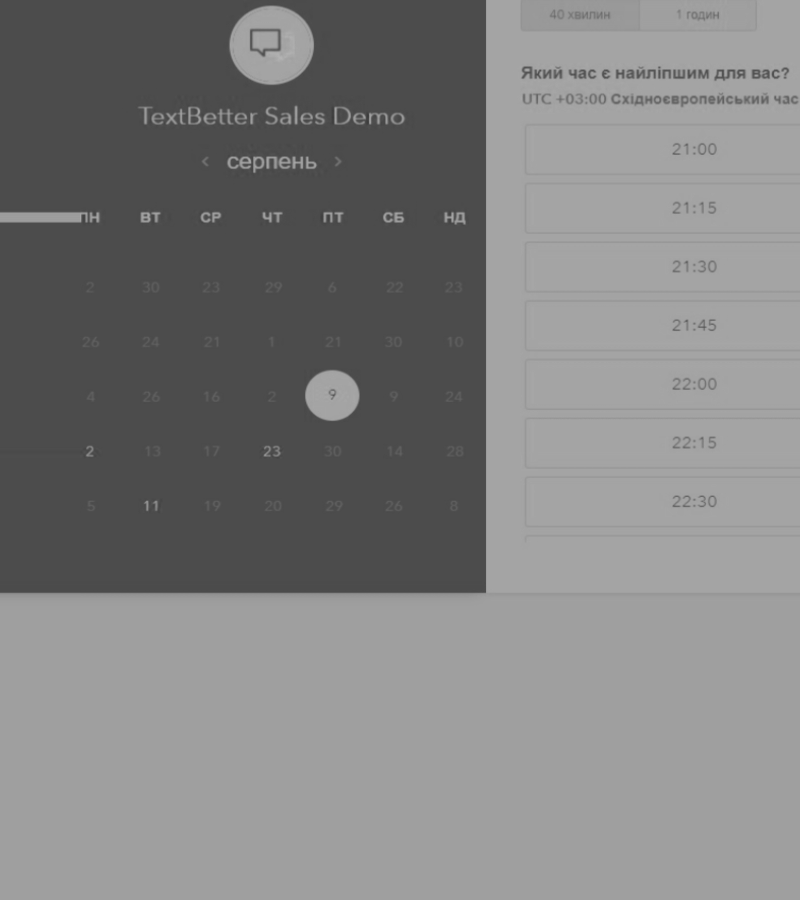 TextBetter Sales Demo
серпень
ПН ВТ СР ЧТ ПТ СБ НД
2 30 23 29 6 22 23
26 24 21 1 21 30 10
4 26 16 2 9 9 24
2 13 17 23 30 14 28
5 11 19 20 29 26 8
40 хвилин 1 годин
Який час є найліпшим для вас?
UTC +03:00 Східноєвропейський час
21:00
21:15
21:30
21:45
22:00
22:15
22:30